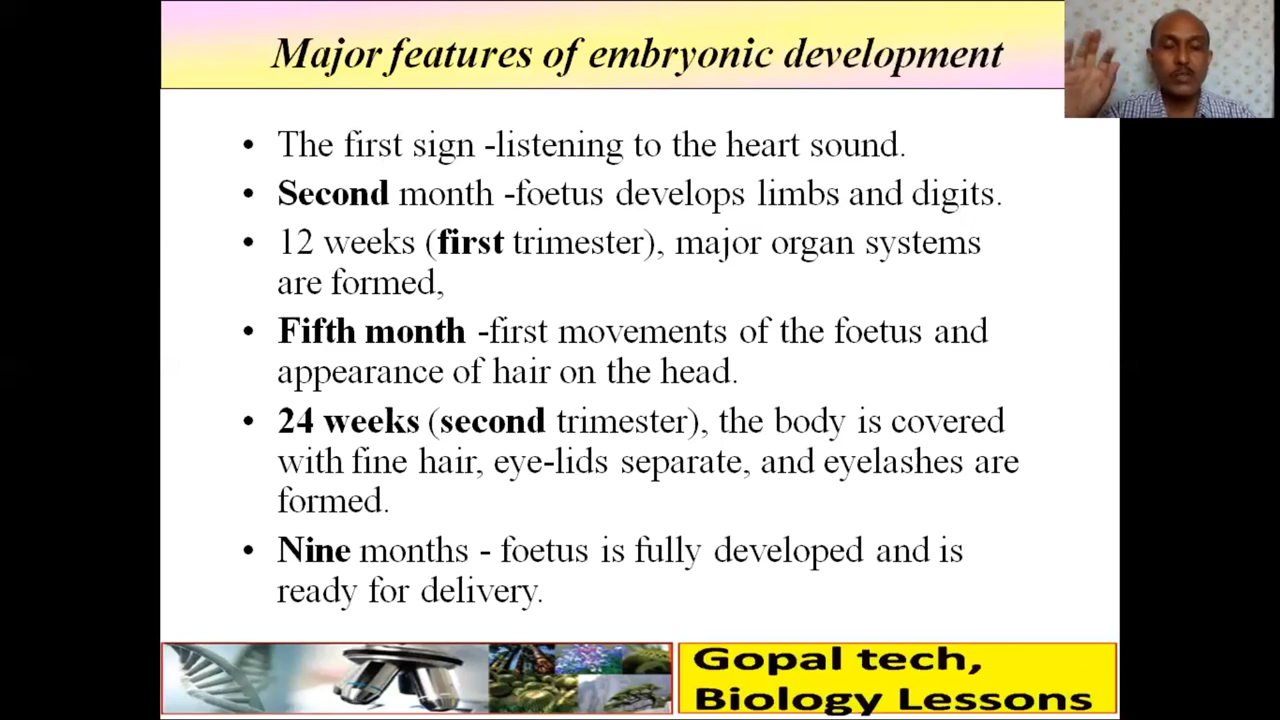 Major features of embryonic development
• The first sign -listening to the heart sound.
• Second month -foetus develops limbs and digits.
• 12 weeks (first trimester), major organ systems
are formed,
• Fifth month -first movements of the foetus and
appearance of hair on the head.
• 24 weeks (second trimester), the body is covered
with fine hair, eye-lids separate, and eyelashes are
formed.
• Nine months - foetus is fully developed and is
ready for delivery.
Gopal tech,
Biology Lessons